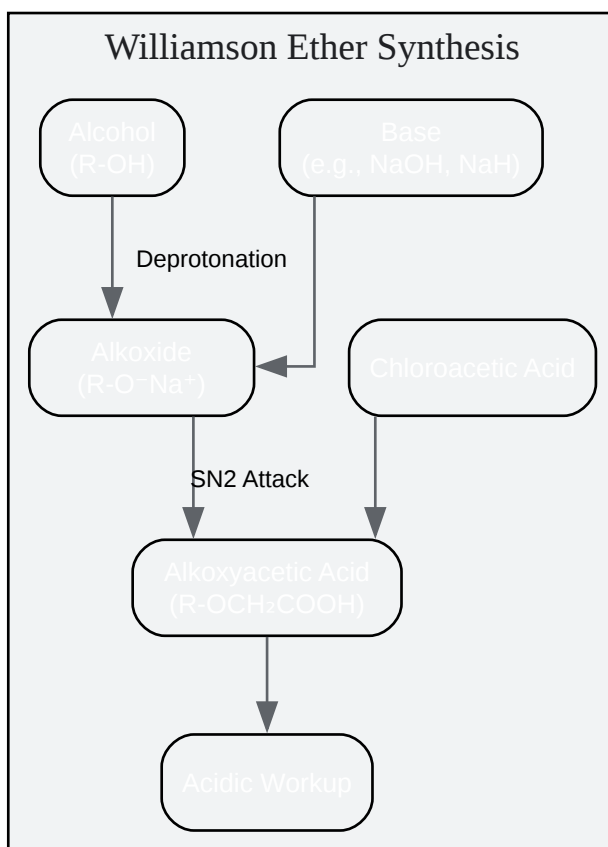 Williamson Ether Synthesis
Alcohol
(R-OH)
Base
(e.g., NaOH, NaH)
Deprotonation
Alkoxide
(R-O⁻Na⁺)
Chloroacetic Acid
SN2 Attack
Alkoxyacetic Acid
(R-OCH₂COOH)
Acidic Workup